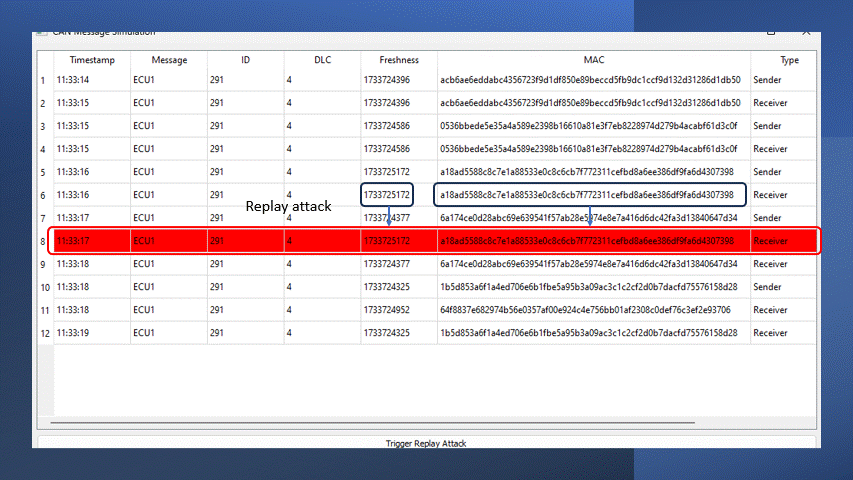 CAN Message Simulation
Timestamp Message ID DLC Freshness MAC Type
1 11:33:14 ECU1 291 4 1733724396 acb6ae6eddabc4356723f9d1df850e89beccd5fb9dc1ccf9d132d31286d1db50 Sender
2 11:33:15 ECU1 291 4 1733724396 acb6ae6eddabc4356723f9d1df850e89beccd5fb9dc1ccf9d132d31286d1db50 Receiver
3 11:33:15 ECU1 291 4 1733724586 0536bbede5e35a4a589e2398b16610a81e3f7eb8228974d279b4acabf61d3c0f Sender
4 11:33:15 ECU1 291 4 1733724586 0536bbede5e35a4a589e2398b16610a81e3f7eb8228974d279b4acabf61d3c0f Receiver
5 11:33:16 ECU1 291 4 1733725172 a18ad5588c8c7e1a88533e0c8c6cb7f772311cefbd8a6ee386df9fa6d4307398 Sender
6 11:33:16 ECU1 291 4 1733725172 a18ad5588c8c7e1a88533e0c8c6cb7f772311cefbd8a6ee386df9fa6d4307398 Receiver
Replay attack
7 11:33:17 ECU1 291 4 1733724377 6a174ce0d28abc69e639541f57ab28e5974e8e7a416d6dc42fa3d13840647d34 Sender
8 11:33:17 ECU1 291 4 1733725172 a18ad5588c8c7e1a88533e0c8c6cb7f772311cefbd8a6ee386df9fa6d4307398 Receiver
9 11:33:18 ECU1 291 4 1733724377 6a174ce0d28abc69e639541f57ab28e5974e8e7a416d6dc42fa3d13840647d34 Receiver
10 11:33:18 ECU1 291 4 1733724325 1b5d853a6f1a4ed706e6b1fbe5a95b3a09ac3c1c2cf2d0b7dacfd75576158d28 Sender
11 11:33:18 ECU1 291 4 1733724952 64f8837e682974b56e0357af00e924c4e756bb01af2308c0def76c3ef2e93706 Receiver
12 11:33:19 ECU1 291 4 1733724325 1b5d853a6f1a4ed706e6b1fbe5a95b3a09ac3c1c2cf2d0b7dacfd75576158d28 Receiver
Trigger Replay Attack